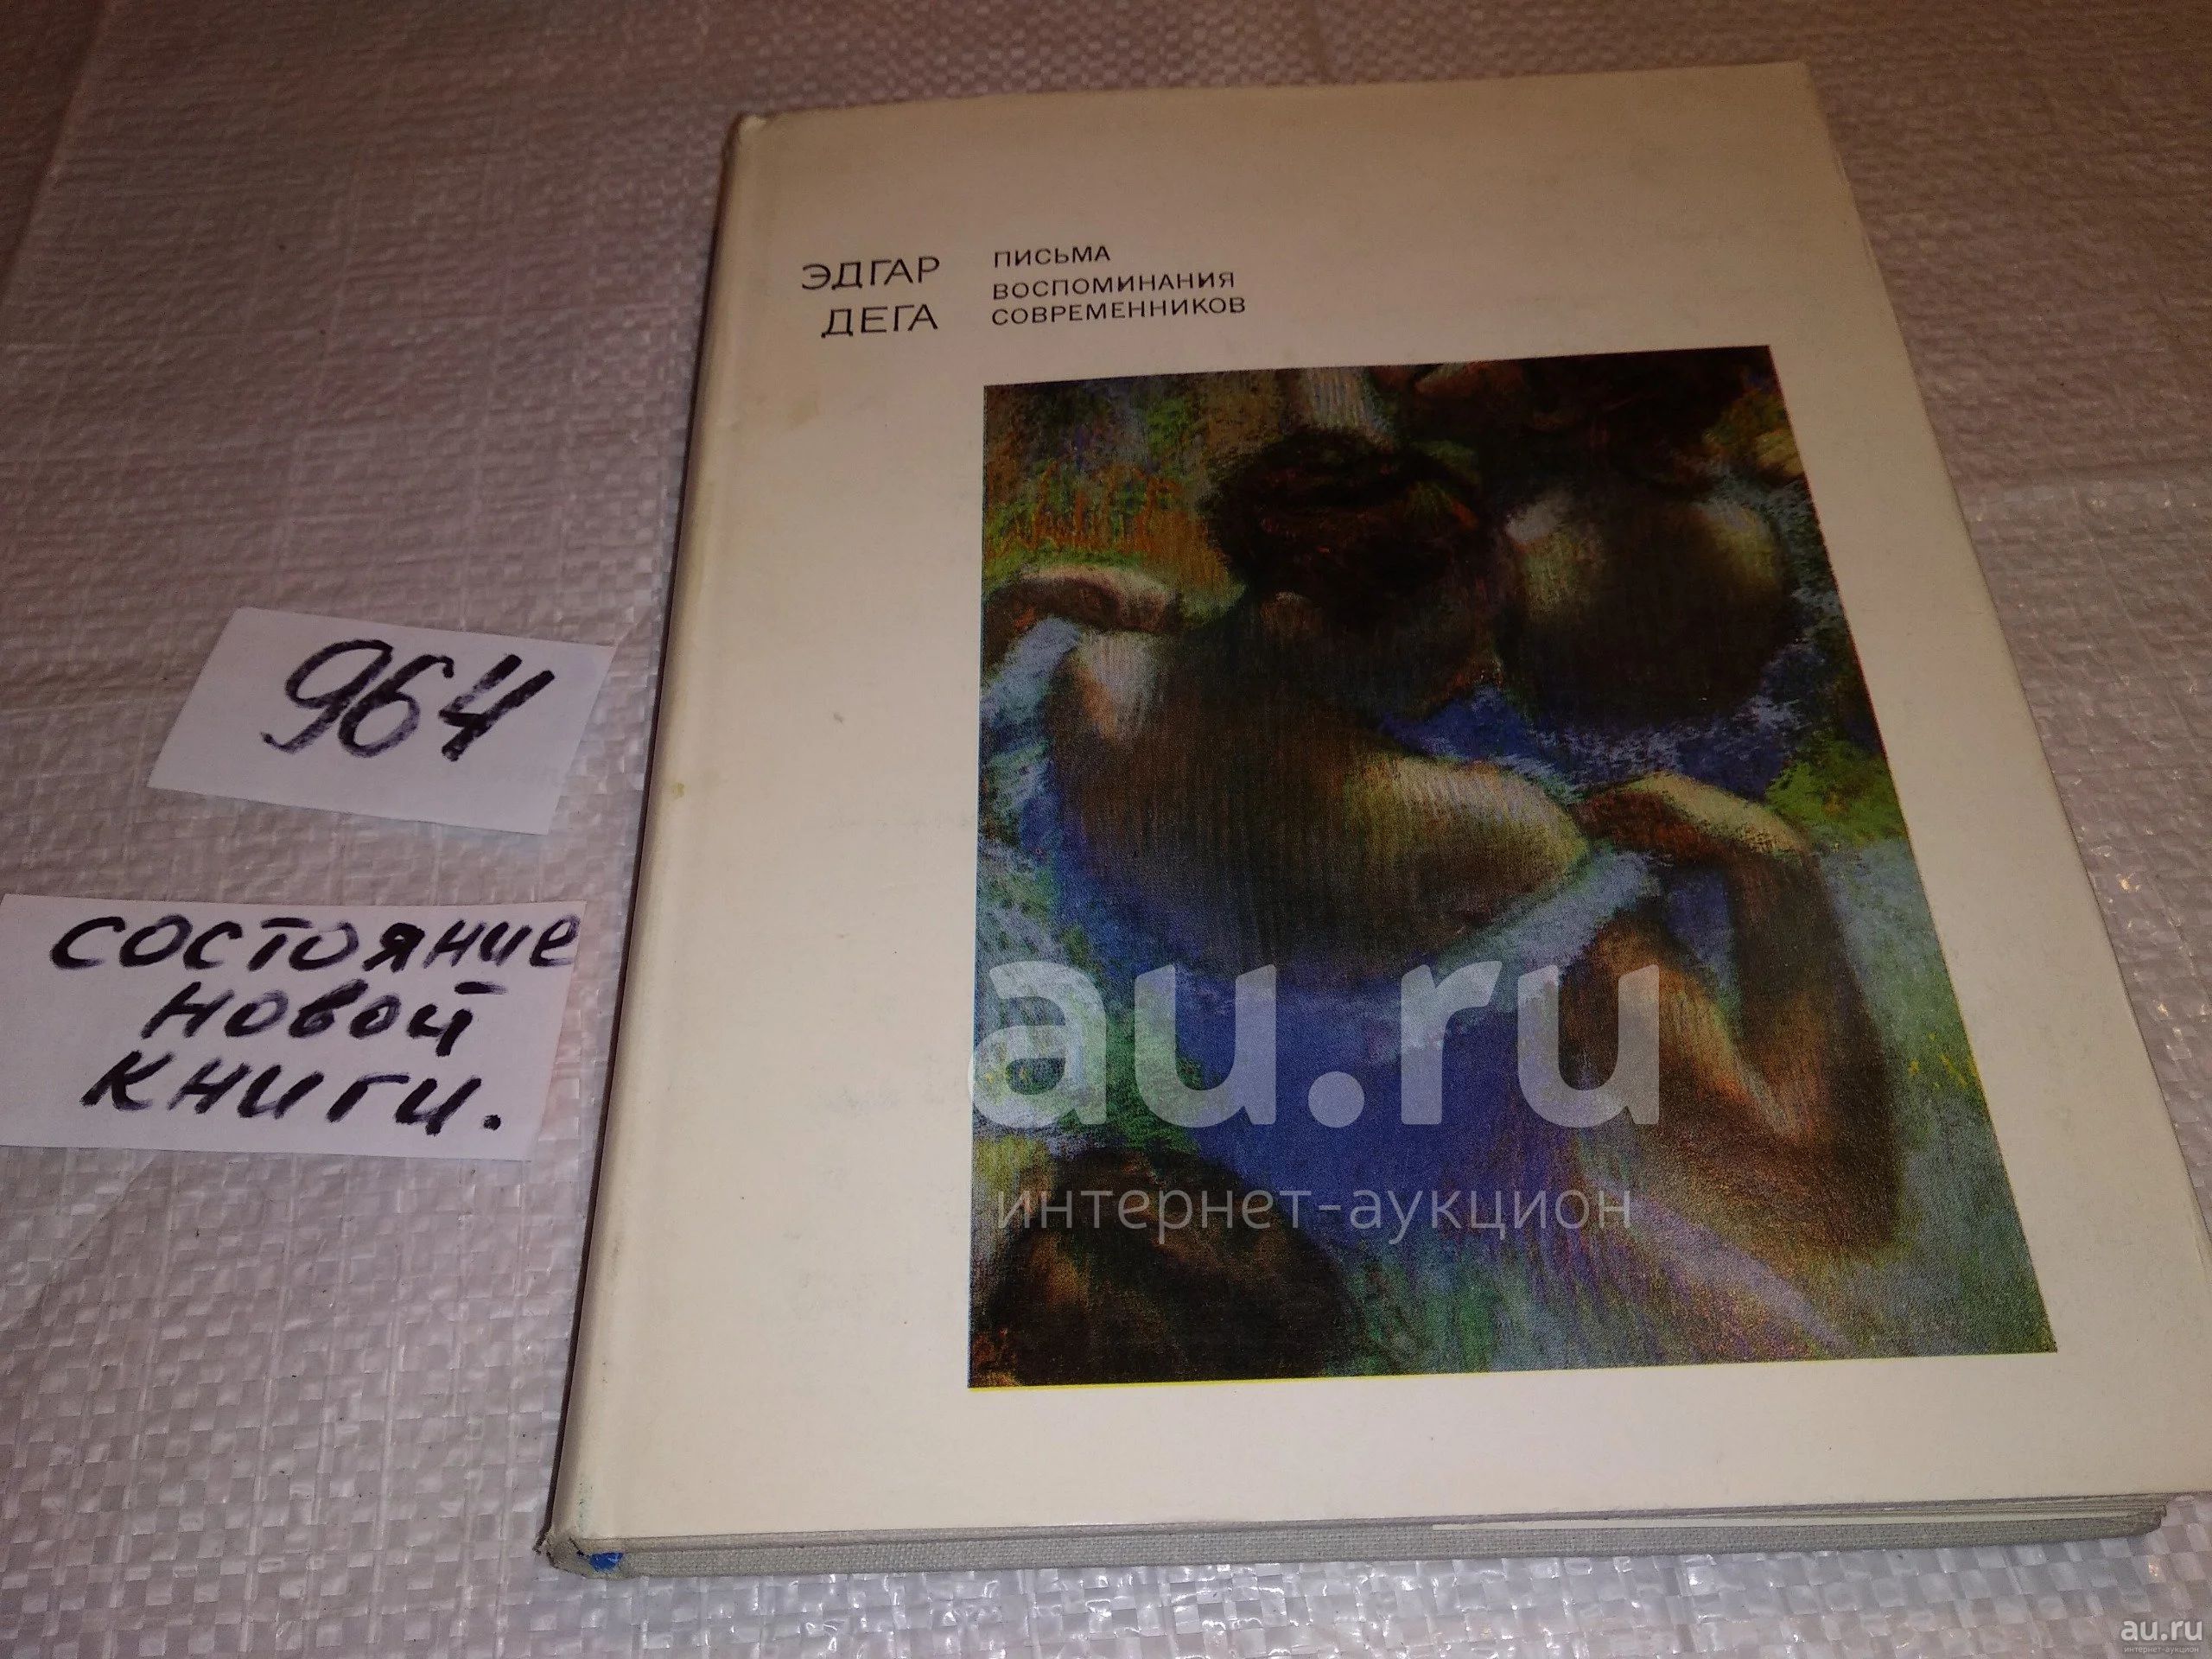 ЭДГАР
ДЕГА
ПИСЬМА
ВОСПОМИНАНИЯ
СОВРЕМЕННИКОВ
964
состояние
новой
книги.
au.ru
интернет-аукцион
au.ru
интернет-аукцион